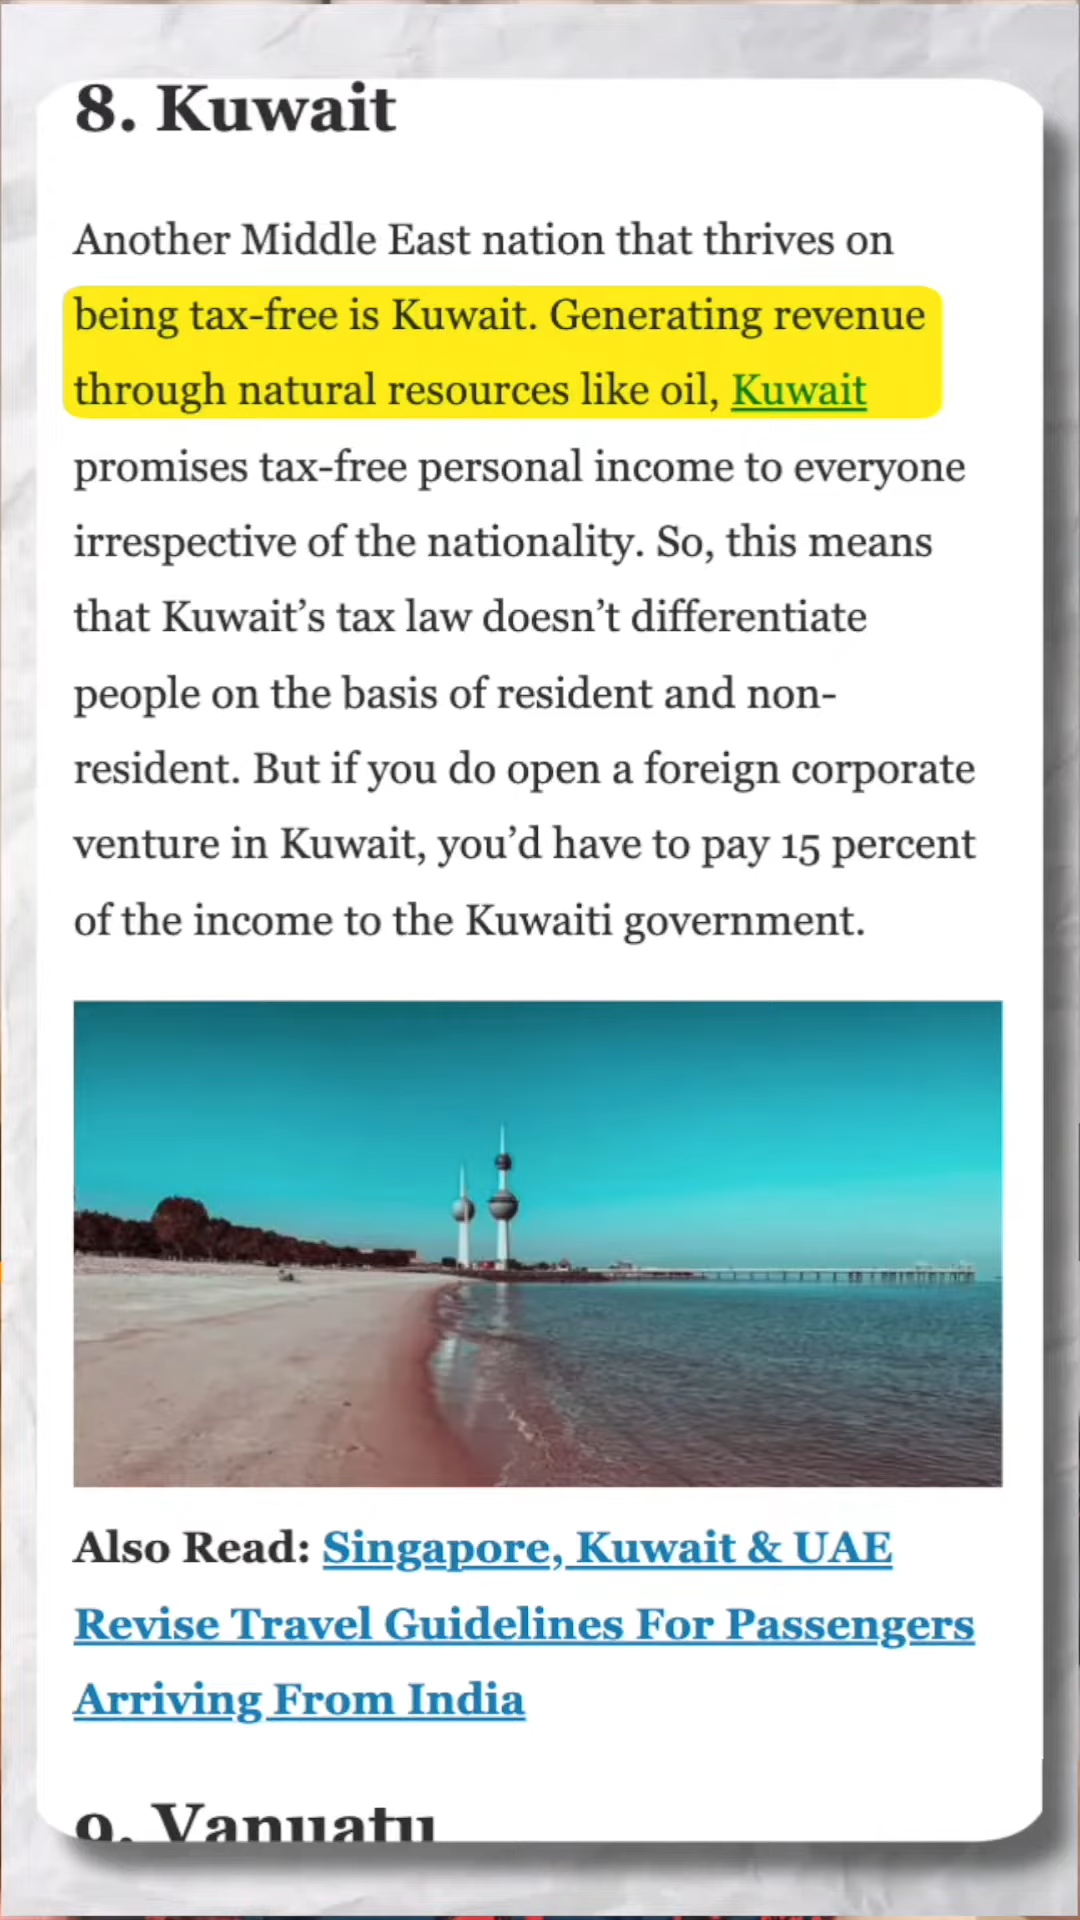 8. Kuwait
Another Middle East nation that thrives on
being tax-free is Kuwait. Generating revenue
through natural resources like oil, Kuwait
promises tax-free personal income to everyone
irrespective of the nationality. So, this means
that Kuwait’s tax law doesn’t differentiate
people on the basis of resident and non-
resident. But if you do open a foreign corporate
venture in Kuwait, you’d have to pay 15 percent
of the income to the Kuwaiti government.
Also Read: Singapore, Kuwait & UAE
Revise Travel Guidelines For Passengers
Arriving From India
9. Vanuatu